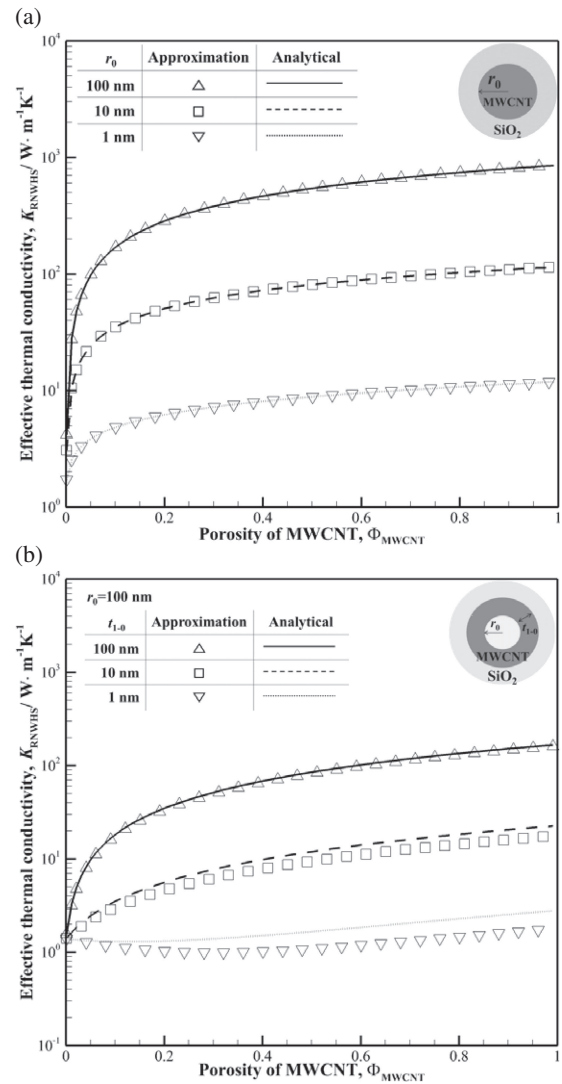 (a)
10⁴
r₀ Approximation Analytical
100 nm
10 nm
1 nm
r₀
MWCNT
SiO₂
10³
10²
10¹
10⁰
Effective thermal conductivity, K_RNWHS/ W· m⁻¹K⁻¹
0 0.2 0.4 0.6 0.8 1
Porosity of MWCNT, Φ_MWCNT
(b)
10⁴
r₀=100 nm
t₁₋₀ Approximation Analytical
100 nm
10 nm
1 nm
r₀
t₁₋₀
MWCNT
SiO₂
10³
10²
10¹
10⁰
10⁻¹
Effective thermal conductivity, K_RNWHS/ W· m⁻¹K⁻¹
0 0.2 0.4 0.6 0.8 1
Porosity of MWCNT, Φ_MWCNT